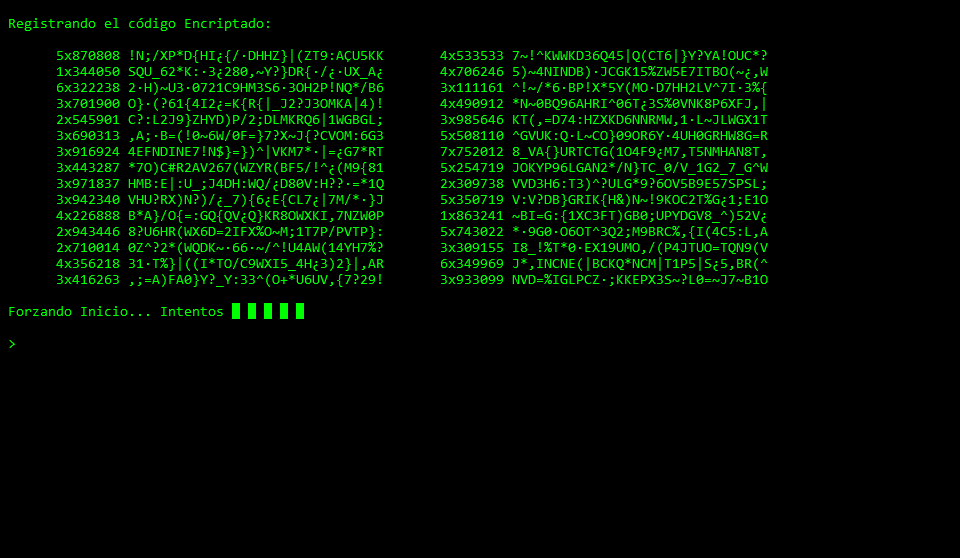 Registrando el código Encriptado:
5x870808 !N;/XP*D{HI¿{/·DHHZ}|(ZT9:AÇU5KK 4x533533 7~!^KWWKD36Q45|Q(CT6|}Y?YA!OUC*?
1x344050 SQU_62*K:·3¿280,~Y?}DR{·/¿·UX_A¿ 4x706246 5)~4NINDB)·JCGK15%ZW5E7ITBO(~¿,W
6x322238 2·H)~U3·0721C9HM3S6·3OH2P!NQ*/B6 3x111161 ^!~/*6·BP!X*5Y(MO·D7HH2LV^7I·3%{
3x701900 O}·(?61{4I2¿=K{R{|_J2?J3OMKA|4)! 4x490912 *N~0BQ96AHRI^06T¿3S%0VNK8P6XFJ,|
2x545901 C?:L2J9}ZHYD)P/2;DLMKRQ6|1WGBGL; 3x985646 KT(,=D74:HZXKD6NNRMW,1·L~JLWGX1T
3x690313 ,A;·B=(!0~6W/0F=}7?X~J{?CVOM:6G3 5x508110 ^GVUK:Q·L~CO}09OR6Y·4UH0GRHW8G=R
3x916924 4EFNDINE7!N$}=})^|VKM7*·|=¿G7*RT 7x752012 8_VA{}URTCTG(1O4F9¿M7,T5NMHAN8T,
3x443287 *7O)C#R2AV267(WZYR(BF5/!^¿(M9{81 5x254719 JOKYP96LGAN2*/N}TC_0/V_1G2_7_G^W
3x971837 HMB:E|:U_;J4DH:WQ/¿D80V:H??·=*1Q 2x309738 VVD3H6:T3)^?ULG*9?6OV5B9E57SPSL;
3x942340 VHU?RX)N?)/¿_7){6¿E{CL7¿|7M/*·}J 5x350719 V:V?DB}GRIK{H&)N~!9KOC2T%G¿1;E1O
4x226888 B*A}/O{=:GQ{QV¿Q}KR8OWXKI,7NZW0P 1x863241 ~BI=G:{1XC3FT)GB0;UPYDGV8_^)52V¿
2x943446 8?U6HR(WX6D=2IFX%O~M;1T7P/PVTP}: 5x743022 *·9G0·O6OT^3Q2;M9BRC%,{I(4C5:L,A
2x710014 0Z^?2*(WQDK~·66·~/^!U4AW(14YH7%? 3x309155 I8_!%T*0·EX19UMO,/(P4JTUO=TQN9(V
4x356218 31·T%}|((I*TO/C9WXI5_4H¿3)2}|,AR 6x349969 J*,INCNE(|BCKQ*NCM|T1P5|S¿5,BR(^
3x416263 ,;=A)FA0}Y?_Y:33^(O+*U6UV,{7?29! 3x933099 NVD=%IGLPCZ·;KKEPX3S~?L0=~J7~B1O
Forzando Inicio... Intentos █ █ █ █ █
>